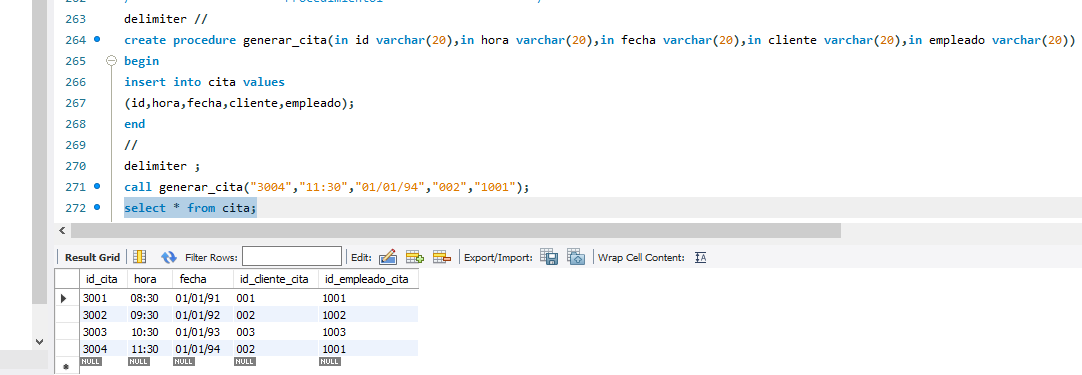 263 delimiter //
264 create procedure generar_cita(in id varchar(20),in hora varchar(20),in fecha varchar(20),in cliente varchar(20),in empleado varchar(20))
265 begin
266 insert into cita values
267 (id,hora,fecha,cliente,empleado);
268 end
269 //
270 delimiter ;
271 call generar_cita("3004","11:30","01/01/94","002","1001");
272 select * from cita;
Result Grid Filter Rows: Edit: Export/Import: Wrap Cell Content:
id_cita hora fecha id_cliente_cita id_empleado_cita
3001 08:30 01/01/91 001 1001
3002 09:30 01/01/92 002 1002
3003 10:30 01/01/93 003 1003
3004 11:30 01/01/94 002 1001
NULL NULL NULL NULL NULL